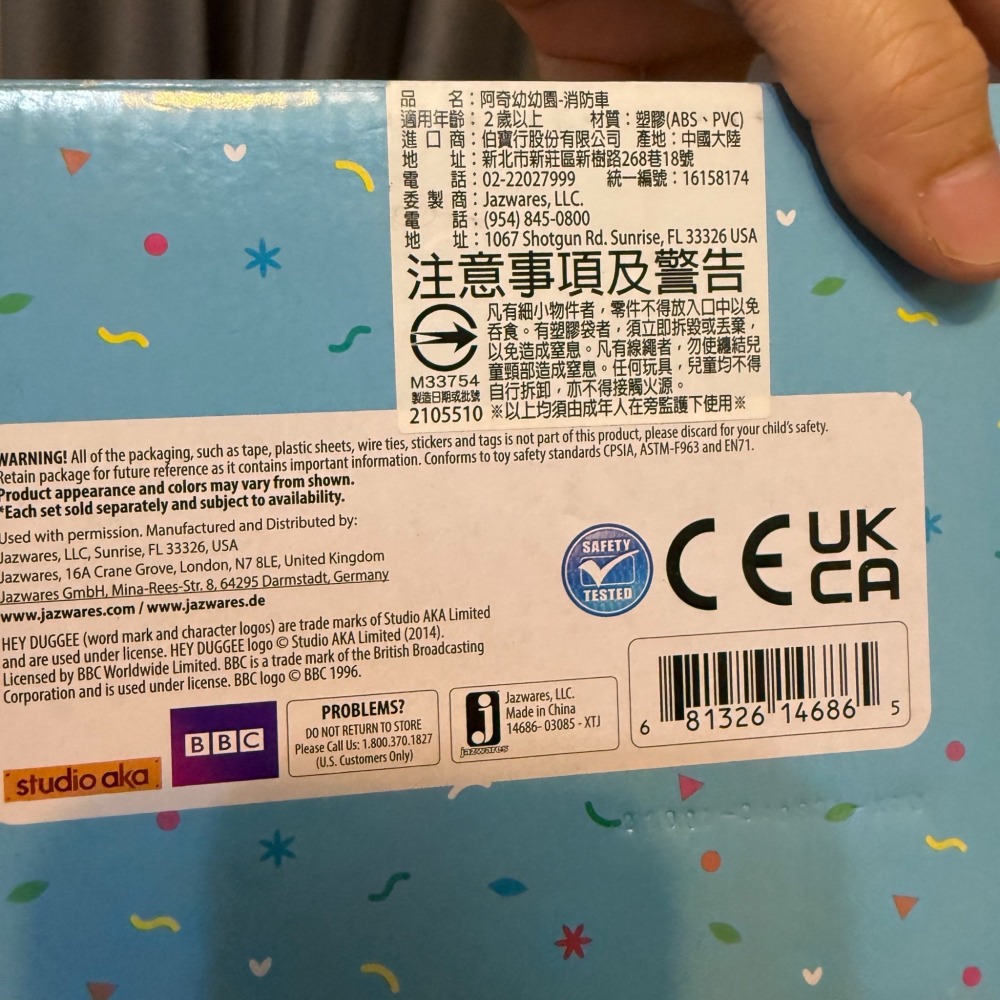 品 名：阿奇幼幼園-消防車
適用年齡：2歲以上 材質：塑膠(ABS、PVC)
進 口 商：伯寶行股份有限公司 產地：中國大陸
地 址：新北市新莊區新樹路268巷18號
電 話：02-22027999 統一編號：16158174
委 製 商：Jazwares, LLC.
電 話：(954) 845-0800
地 址：1067 Shotgun Rd. Sunrise, FL 33326 USA
注意事項及警告
凡有細小物件者，零件不得放入口中以免
吞食。有塑膠袋者，須立即拆毀或丟棄，
以免造成窒息。凡有線繩者，勿使纏結兒
童頸部造成窒息。任何玩具，兒童均不得
自行拆卸，亦不得接觸火源。
※以上均須由成年人在旁監護下使用※
M33754
製造日期或批號
2105510
WARNING! All of the packaging, such as tape, plastic sheets, wire ties, stickers and tags is not part of this product, please discard for your child's safety.
Retain package for future reference as it contains important information. Conforms to toy safety standards CPSIA, ASTM-F963 and EN71.
Product appearance and colors may vary from shown.
*Each set sold separately and subject to availability.
Used with permission. Manufactured and Distributed by:
Jazwares, LLC, Sunrise, FL 33326, USA
Jazwares, 16A Crane Grove, London, N7 8LE, United Kingdom
Jazwares GmbH, Mina-Rees-Str. 8, 64295 Darmstadt, Germany
www.jazwares.com / www.jazwares.de
HEY DUGGEE (word mark and character logos) are trade marks of Studio AKA Limited
and are used under license. HEY DUGGEE logo © Studio AKA Limited (2014).
Licensed by BBC Worldwide Limited. BBC is a trade mark of the British Broadcasting
Corporation and is used under license. BBC logo © BBC 1996.
SAFETY
TESTED
CE
UK
CA
studio aka
BBC
PROBLEMS?
DO NOT RETURN TO STORE
Please Call Us: 1.800.370.1827
(U.S. Customers Only)
j
jazwares
Jazwares, LLC.
Made in China
14686- 03085 - XTJ
6 81326 14686 5